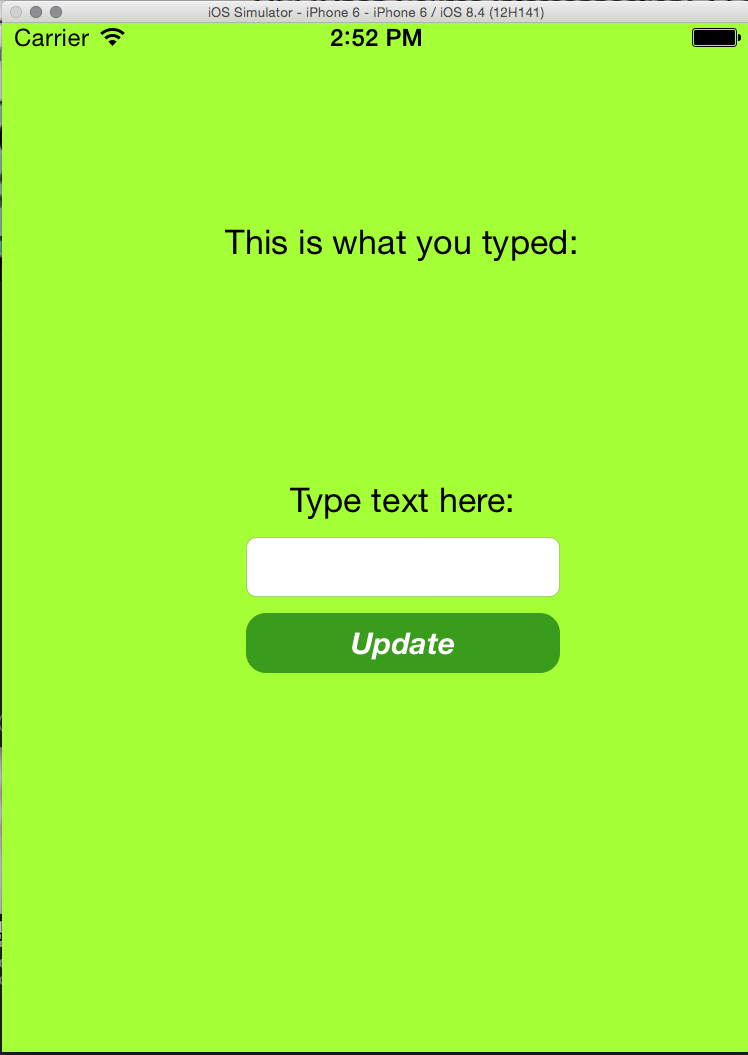 iOS Simulator - iPhone 6 - iPhone 6 / iOS 8.4 (12H141)
Carrier 2:52 PM
This is what you typed:
Type text here:
Update